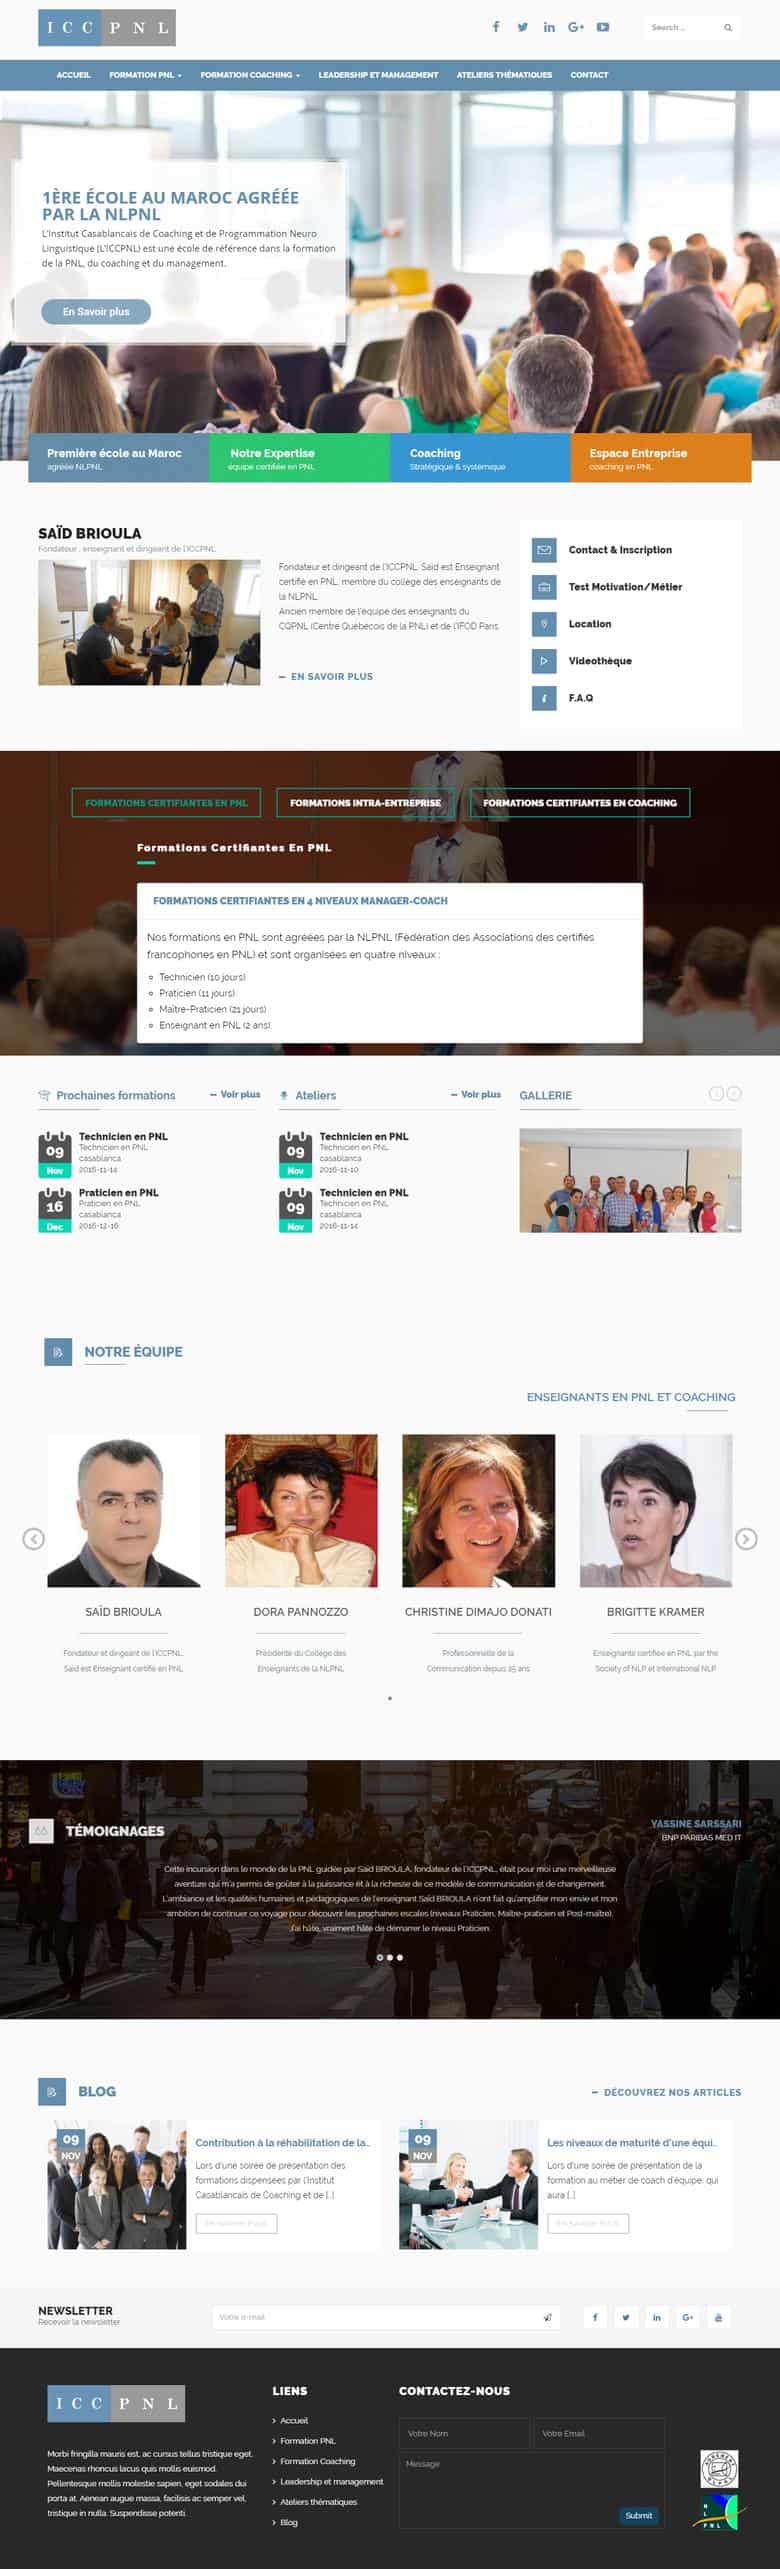 ICCPNL
Search ...
ACCUEIL
FORMATION PNL
FORMATION COACHING
LEADERSHIP ET MANAGEMENT
ATELIERS THÉMATIQUES
CONTACT
1ÈRE ÉCOLE AU MAROC AGRÉÉE
PAR LA NLPNL
L'Institut Casablancais de Coaching et de Programmation Neuro
Linguistique (L'ICCPNL) est une école de référence dans la formation
de la PNL, du coaching et du management.
En Savoir plus
Première école au Maroc
agréée NLPNL
Notre Expertise
équipe certifiée en PNL
Coaching
Stratégique & systémique
Espace Entreprise
coaching en PNL
SAÏD BRIOULA
Fondateur , enseignant et dirigeant de l'ICCPNL
Fondateur et dirigeant de l'ICCPNL, Saïd est Enseignant
certifié en PNL, membre du collège des enseignants de
la NLPNL.
Ancien membre de l'équipe des enseignants du
CQPNL (Centre Québécois de la PNL) et de l'IFOD Paris.
EN SAVOIR PLUS
Contact & Inscription
Test Motivation/Métier
Location
Videothèque
F.A.Q
FORMATIONS CERTIFIANTES EN PNL
FORMATIONS INTRA-ENTREPRISE
FORMATIONS CERTIFIANTES EN COACHING
Formations Certifiantes En PNL
FORMATIONS CERTIFIANTES EN 4 NIVEAUX MANAGER-COACH
Nos formations en PNL sont agréées par la NLPNL (Fédération des Associations des certifiés
francophones en PNL) et sont organisées en quatre niveaux :
Technicien (10 jours)
Praticien (11 jours)
Maître-Praticien (21 jours)
Enseignant en PNL (2 ans).
Prochaines formations
Voir plus
09
Nov
Technicien en PNL
Technicien en PNL
casablanca
2016-11-14
16
Dec
Praticien en PNL
Praticien en PNL
casablanca
2016-12-16
Ateliers
Voir plus
09
Nov
Technicien en PNL
Technicien en PNL
casablanca
2016-11-10
09
Nov
Technicien en PNL
Technicien en PNL
casablanca
2016-11-14
GALLERIE
NOTRE ÉQUIPE
ENSEIGNANTS EN PNL ET COACHING
SAÏD BRIOULA
Fondateur et dirigeant de l'ICCPNL,
Saïd est Enseignant certifié en PNL
DORA PANNOZZO
Présidente du Collège des
Enseignants de la NLPNL
CHRISTINE DIMAJO DONATI
Professionnelle de la
Communication depuis 25 ans
BRIGITTE KRAMER
Enseignante certifiée en PNL par the
Society of NLP et International NLP
TÉMOIGNAGES
YASSINE SARSSARI
BNP PARIBAS MED IT
Cette incursion dans le monde de la PNL guidée par Saïd BRIOULA, fondateur de l'ICCPNL, était pour moi une merveilleuse
aventure qui m'a permis de goûter à la puissance et à la richesse de ce modèle de communication et de changement.
L'ambiance et les qualités humaines et pédagogiques de l'enseignant Saïd BRIOULA n'ont fait qu'amplifier mon envie et mon
ambition de continuer ce voyage pour découvrir les prochaines escales (niveaux Praticien, Maître-praticien et Post-maître).
J'ai hâte, vraiment hâte de démarrer le niveau Praticien.
BLOG
DÉCOUVREZ NOS ARTICLES
09
NOV
Contribution à la réhabilitation de la...
Lors d'une soirée de présentation des
formations dispensées par l'Institut
Casablancais de Coaching et de [..]
EN SAVOIR PLUS
09
NOV
Les niveaux de maturité d'une équi...
Lors d'une soirée de présentation de la
formation au métier de coach d'équipe, qui
aura [..]
EN SAVOIR PLUS
NEWSLETTER
Recevoir la newsletter
Votre e-mail
ICCPNL
Morbi fringilla mauris est, ac cursus tellus tristique eget.
Maecenas rhoncus lacus quis mollis euismod.
Pellentesque mollis molestie sapien, eget sodales dui
porta at. Aenean augue massa, facilisis ac semper vel,
tristique in nulla. Suspendisse potenti.
LIENS
Accueil
Formation PNL
Formation Coaching
Leadership et management
Ateliers thématiques
Blog
CONTACTEZ-NOUS
Votre Nom
Votre Email
Message
Submit
NLPNL